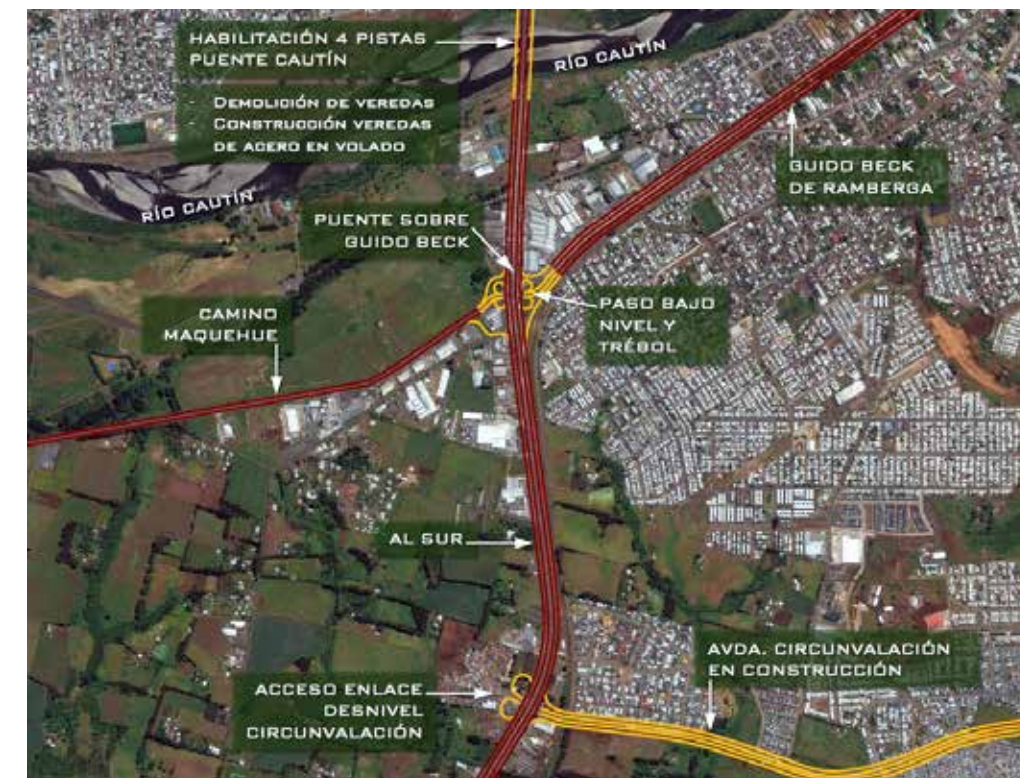 HABILITACIÓN 4 PISTAS
PUENTE CAUTÍN
- DEMOLICIÓN DE VEREDAS
- CONSTRUCCIÓN VEREDAS
DE ACERO EN VOLADO
RÍO CAUTÍN
GUIDO BECK
DE RAMBERGA
RÍO CAUTÍN
PUENTE SOBRE
GUIDO BECK
PASO BAJO
NIVEL Y
TRÉBOL
CAMINO
MAQUEHUE
AL SUR
AVDA. CIRCUNVALACIÓN
EN CONSTRUCCIÓN
ACCESO ENLACE
DESNIVEL
CIRCUNVALACIÓN